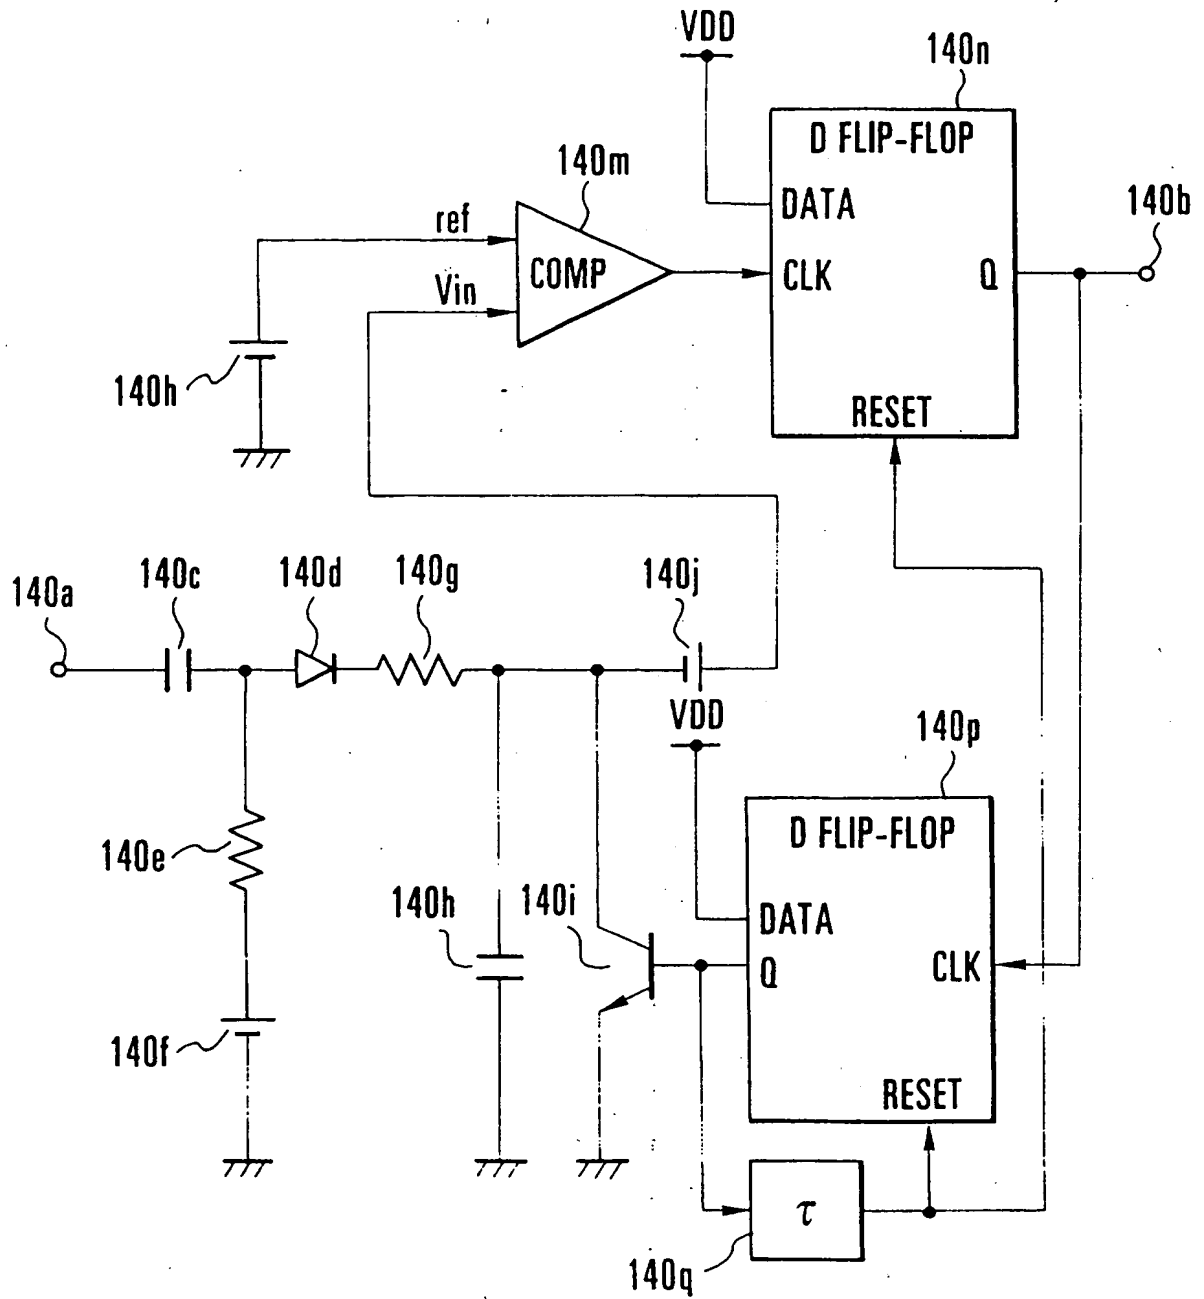 VDD
140n
D FLIP-FLOP
140m
DATA
140b
ref
COMP
CLK
Q
Vin
140h
RESET
140a
140c
140d
140g
140j
VDD
140p
D FLIP-FLOP
140e
140h
140i
DATA
Q
CLK
140f
RESET
τ
140q